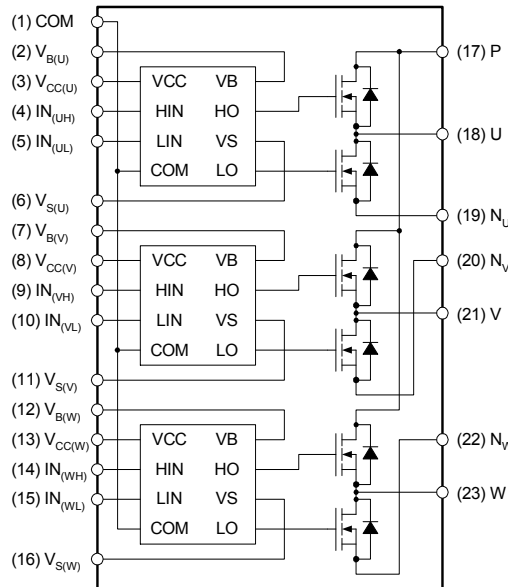 (1) COM
(2) VB(U)
(3) VCC(U)
(4) IN(UH)
(5) IN(UL)
(6) VS(U)
(7) VB(V)
(8) VCC(V)
(9) IN(VH)
(10) IN(VL)
(11) VS(V)
(12) VB(W)
(13) VCC(W)
(14) IN(WH)
(15) IN(WL)
(16) VS(W)
VCC VB
HIN HO
LIN VS
COM LO
VCC VB
HIN HO
LIN VS
COM LO
VCC VB
HIN HO
LIN VS
COM LO
(17) P
(18) U
(19) NU
(20) NV
(21) V
(22) NW
(23) W